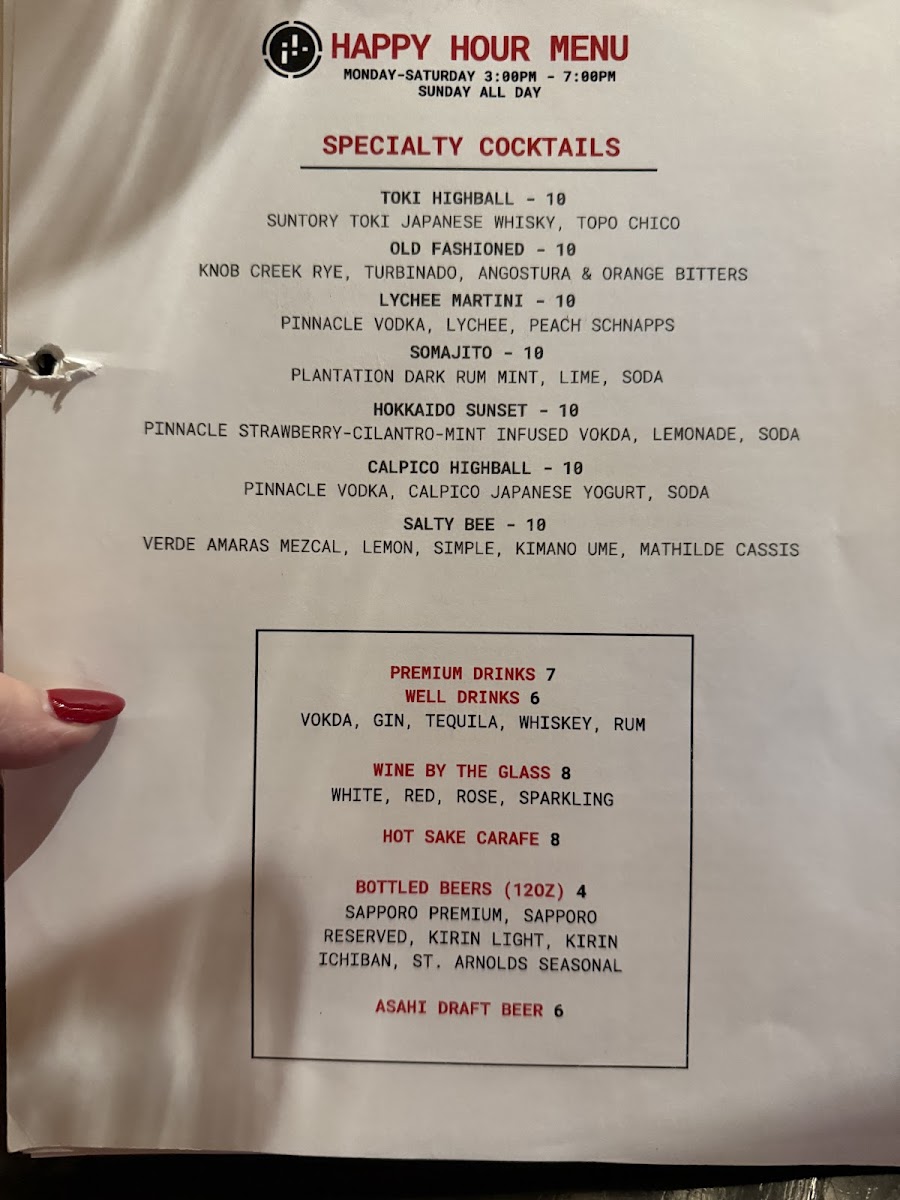 HAPPY HOUR MENU
MONDAY-SATURDAY 3:00PM - 7:00PM
SUNDAY ALL DAY
SPECIALTY COCKTAILS
TOKI HIGHBALL - 10
SUNTORY TOKI JAPANESE WHISKY, TOPO CHICO
OLD FASHIONED - 10
KNOB CREEK RYE, TURBINADO, ANGOSTURA & ORANGE BITTERS
LYCHEE MARTINI - 10
PINNACLE VODKA, LYCHEE, PEACH SCHNAPPS
SOMAJITO - 10
PLANTATION DARK RUM MINT, LIME, SODA
HOKKAIDO SUNSET - 10
PINNACLE STRAWBERRY-CILANTRO-MINT INFUSED VOKDA, LEMONADE, SODA
CALPICO HIGHBALL - 10
PINNACLE VODKA, CALPICO JAPANESE YOGURT, SODA
SALTY BEE - 10
VERDE AMARAS MEZCAL, LEMON, SIMPLE, KIMANO UME, MATHILDE CASSIS
PREMIUM DRINKS 7
WELL DRINKS 6
VOKDA, GIN, TEQUILA, WHISKEY, RUM
WINE BY THE GLASS 8
WHITE, RED, ROSE, SPARKLING
HOT SAKE CARAFE 8
BOTTLED BEERS (12OZ) 4
SAPPORO PREMIUM, SAPPORO
RESERVED, KIRIN LIGHT, KIRIN
ICHIBAN, ST. ARNOLDS SEASONAL
ASAHI DRAFT BEER 6